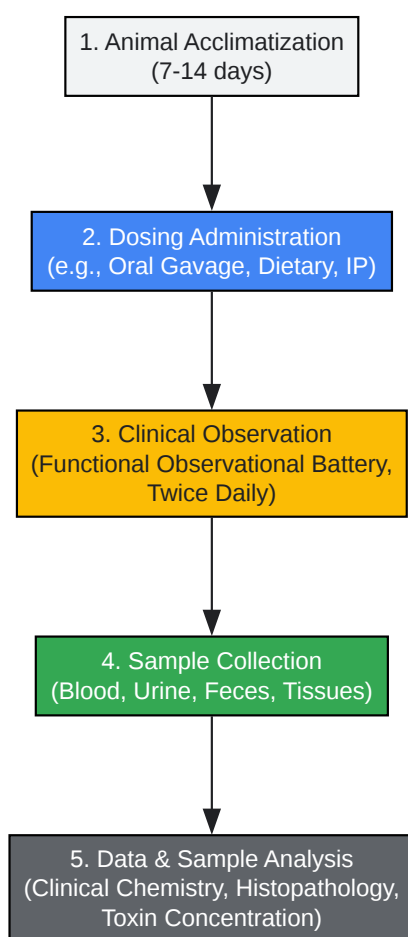 1. Animal Acclimatization
(7-14 days)
2. Dosing Administration
(e.g., Oral Gavage, Dietary, IP)
3. Clinical Observation
(Functional Observational Battery,
Twice Daily)
4. Sample Collection
(Blood, Urine, Feces, Tissues)
5. Data & Sample Analysis
(Clinical Chemistry, Histopathology,
Toxin Concentration)